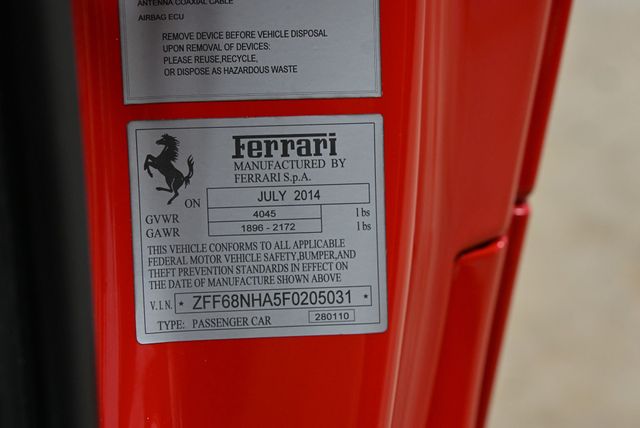 ANTENNA COAXIAL CABLE
AIRBAG ECU
REMOVE DEVICE BEFORE VEHICLE DISPOSAL
UPON REMOVAL OF DEVICES:
PLEASE REUSE,RECYCLE,
OR DISPOSE AS HAZARDOUS WASTE
Ferrari
MANUFACTURED BY
FERRARI S.p.A.
ON JULY 2014
GVWR 4045 lbs
GAWR 1896 - 2172 lbs
THIS VEHICLE CONFORMS TO ALL APPLICABLE
FEDERAL MOTOR VEHICLE SAFETY,BUMPER,AND
THEFT PREVENTION STANDARDS IN EFFECT ON
THE DATE OF MANUFACTURE SHOWN ABOVE
V.I.N. * ZFF68NHA5F0205031 *
TYPE: PASSENGER CAR 280110